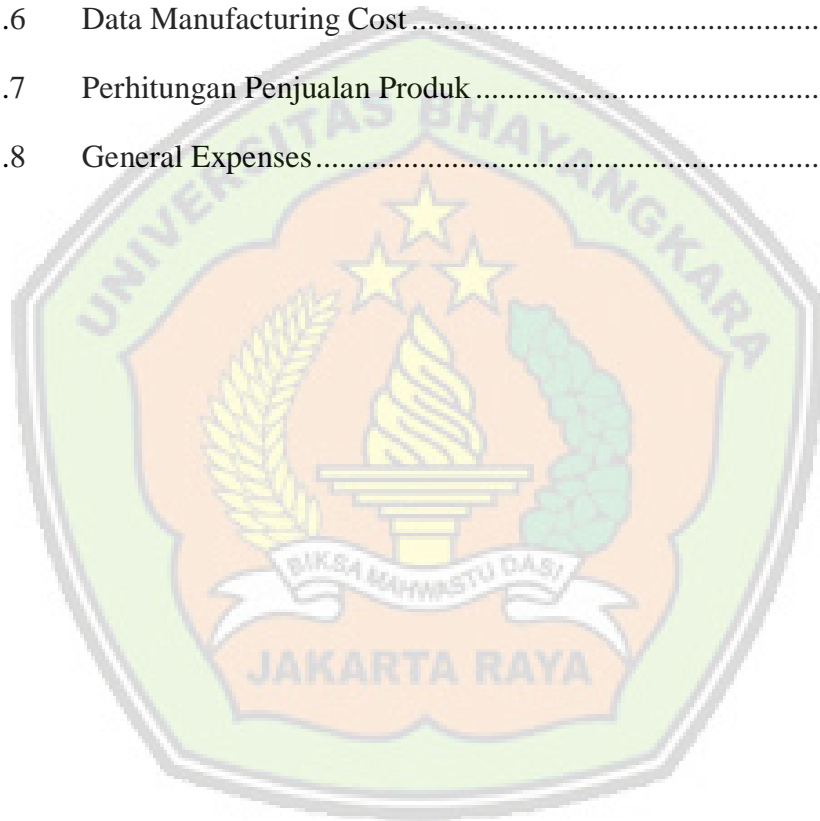 .6 Data Manufacturing Cost ....................................................
.7 Perhitungan Penjualan Produk ............................................
.8 General Expenses ................................................................
UNIVERSITAS BHAYANGKARA
BIKSA MAHWASTU DASI
JAKARTA RAYA